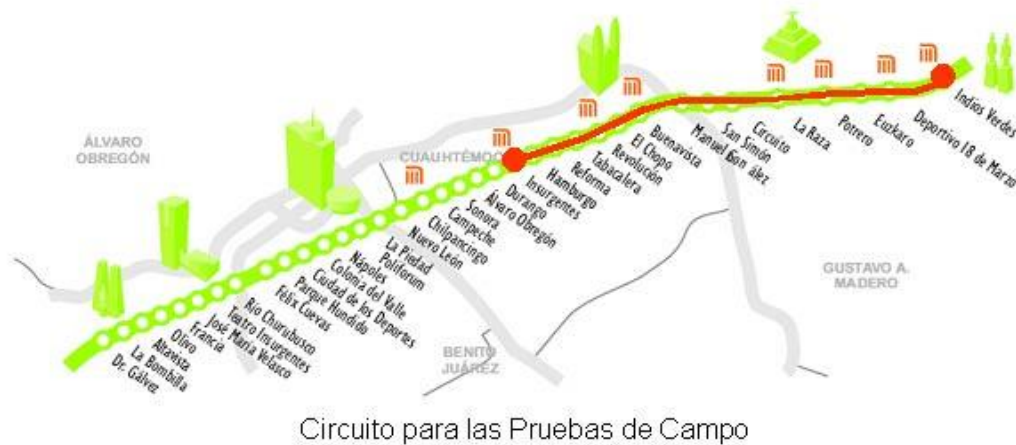 ÁLVARO
OBREGÓN
CUAUHTÉMOC
GUSTAVO A.
MADERO
BENITO
JUÁREZ
Indios Verdes
Deportivo 18 de Marzo
Euzkaro
Potrero
La Raza
Circuito
San Simón
Manuel Gon ález
Buenavista
El Chopo
Revolución
Tabacalera
Reforma
Hamburgo
Insurgentes
Durango
Álvaro Obregón
Sonora
Campeche
Chilpancingo
Nuevo León
La Piedad
Poliforum
Nápoles
Colonia del Valle
Ciudad de los Deportes
Parque Hundido
Félix Cuevas
Río Churubusco
Teatro Insurgentes
José María Velasco
Francia
Olivo
Altavista
La Bombilla
Dr. Gálvez
Circuito para las Pruebas de Campo